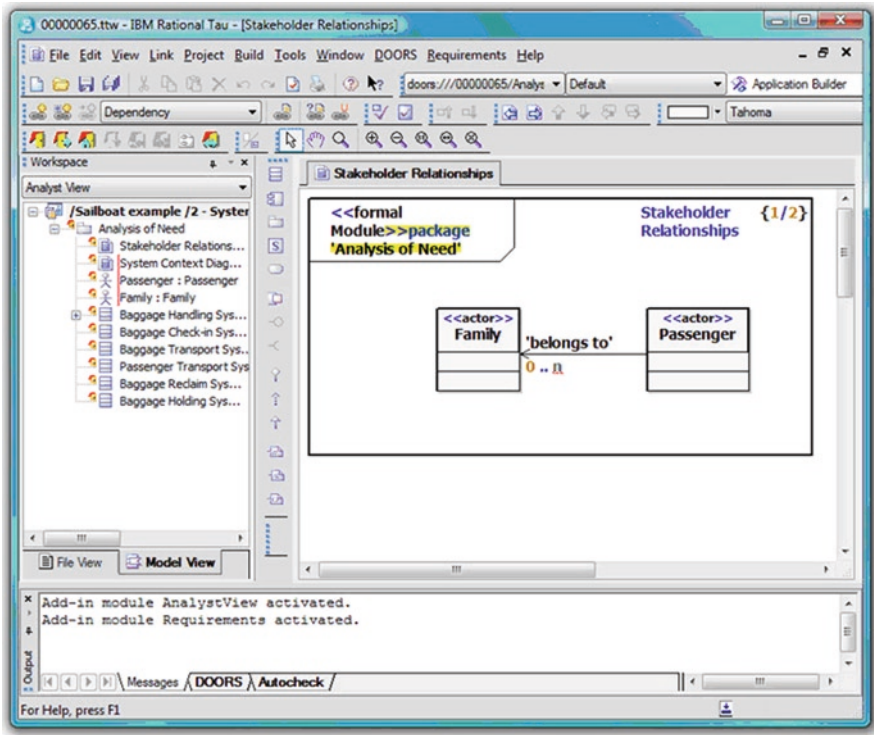 00000065.ttw - IBM Rational Tau - [Stakeholder Relationships]
File Edit View Link Project Build Tools Window DOORS Requirements Help
doors:///00000065/Analys Default Application Builder
Dependency Tahoma
Workspace
Analyst View
/Sailboat example /2 - System
Analysis of Need
Stakeholder Relations...
System Context Diag...
Passenger : Passenger
Family : Family
Baggage Handling Sys...
Baggage Check-in Sys...
Baggage Transport Sys..
Passenger Transport Sys
Baggage Reclaim Sys...
Baggage Holding Sys...
File View Model View
S
Stakeholder Relationships
<<formal
Module>>package
'Analysis of Need'
Stakeholder {1/2}
Relationships
<<actor>>
Family
'belongs to'
0 .. n
<<actor>>
Passenger
Add-in module AnalystView activated.
Add-in module Requirements activated.
Output
Messages DOORS Autocheck
For Help, press F1